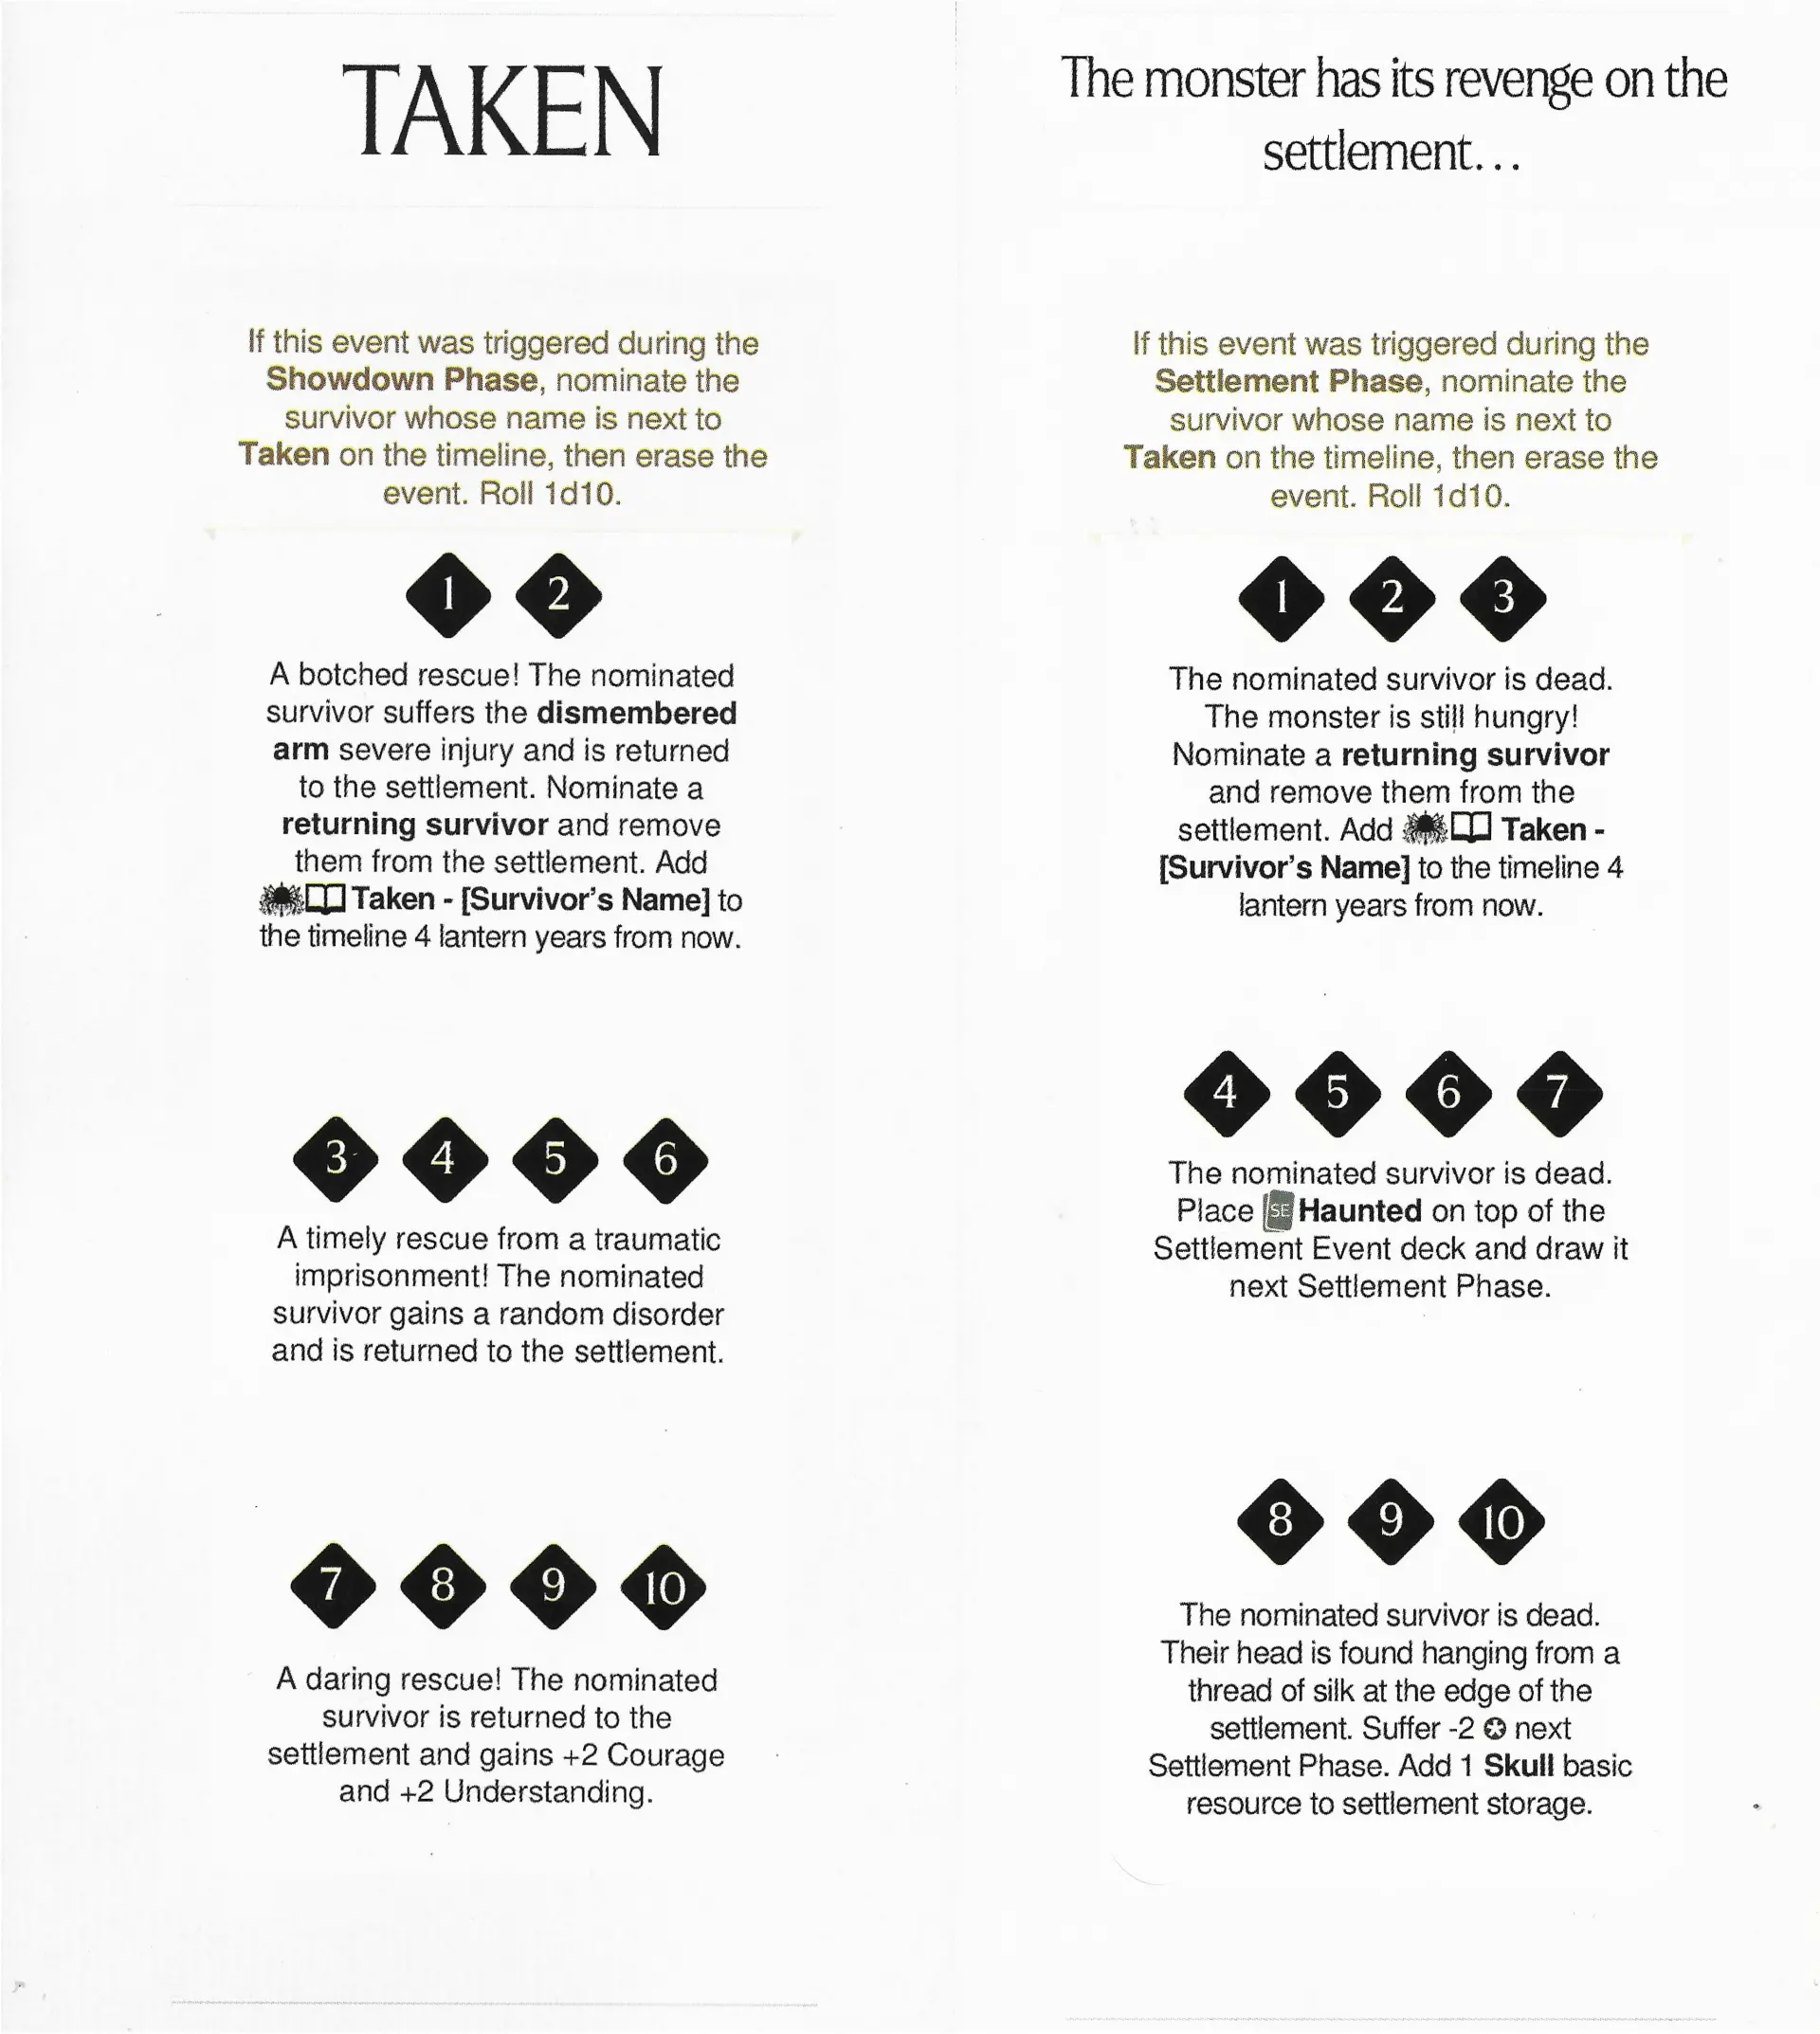 TAKEN
If this event was triggered during the
Showdown Phase, nominate the
survivor whose name is next to
Taken on the timeline, then erase the
event. Roll 1d10.
1 2
A botched rescue! The nominated
survivor suffers the dismembered
arm severe injury and is returned
to the settlement. Nominate a
returning survivor and remove
them from the settlement. Add
Taken - [Survivor's Name] to
the timeline 4 lantern years from now.
3 4 5 6
A timely rescue from a traumatic
imprisonment! The nominated
survivor gains a random disorder
and is returned to the settlement.
7 8 9 10
A daring rescue! The nominated
survivor is returned to the
settlement and gains +2 Courage
and +2 Understanding.
The monster has its revenge on the
settlement...
If this event was triggered during the
Settlement Phase, nominate the
survivor whose name is next to
Taken on the timeline, then erase the
event. Roll 1d10.
1 2 3
The nominated survivor is dead.
The monster is still hungry!
Nominate a returning survivor
and remove them from the
settlement. Add Taken -
[Survivor's Name] to the timeline 4
lantern years from now.
4 5 6 7
The nominated survivor is dead.
Place SE Haunted on top of the
Settlement Event deck and draw it
next Settlement Phase.
8 9 10
The nominated survivor is dead.
Their head is found hanging from a
thread of silk at the edge of the
settlement. Suffer -2 next
Settlement Phase. Add 1 Skull basic
resource to settlement storage.